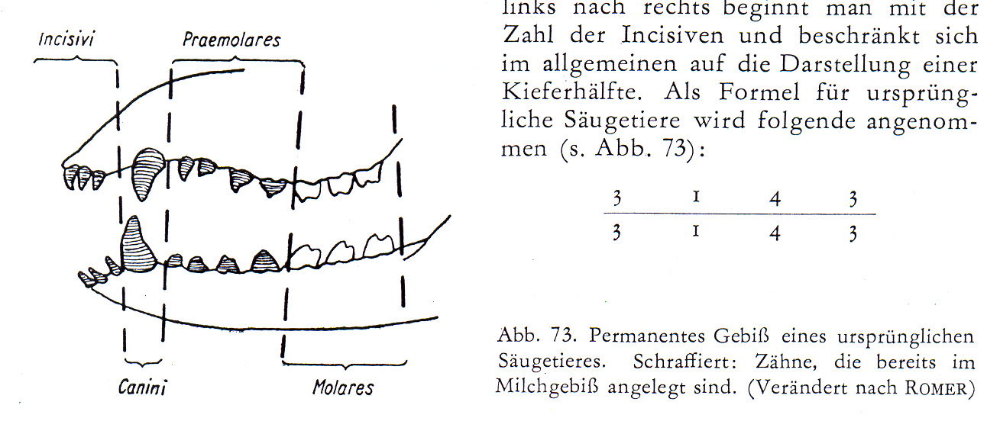 Incisivi
Praemolares
Canini
Molares
links nach rechts beginnt man mit der
Zahl der Incisiven und beschränkt sich
im allgemeinen auf die Darstellung einer
Kieferhälfte. Als Formel für ursprüng-
liche Säugetiere wird folgende angenom-
men (s. Abb. 73):
3 1 4 3
3 1 4 3
Abb. 73. Permanentes Gebiß eines ursprünglichen
Säugetieres. Schraffiert: Zähne, die bereits im
Milchgebiß angelegt sind. (Verändert nach ROMER)